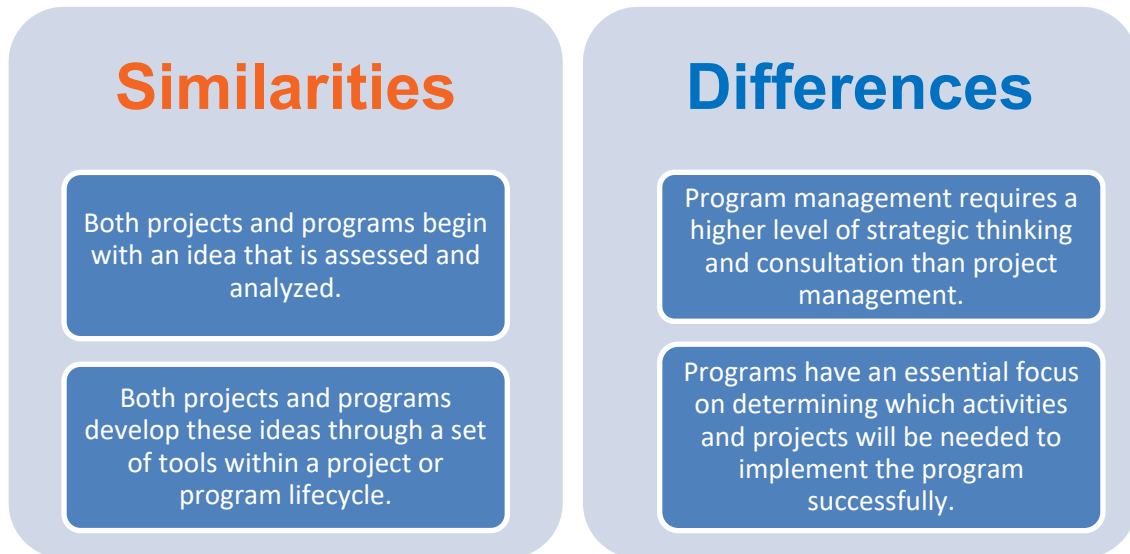 Similarities
Both projects and programs begin
with an idea that is assessed and
analyzed.
Both projects and programs
develop these ideas through a set
of tools within a project or
program lifecycle.
Differences
Program management requires a
higher level of strategic thinking
and consultation than project
management.
Programs have an essential focus
on determining which activities
and projects will be needed to
implement the program
successfully.